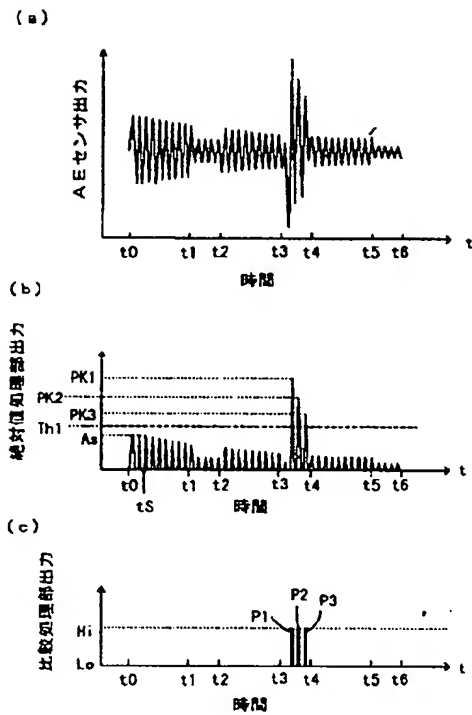 (a)
AEセンサ出力
t0 t1 t2 t3 t4 t5 t6 t
時間
(b)
絶対値処理部出力
PK1
PK2
PK3
Th1
As
t0 t1 t2 t3 t4 t5 t6 t
tS
時間
(c)
比較処理部出力
P1 P2 P3
Hi
Lo
t0 t1 t2 t3 t4 t5 t6 t
時間